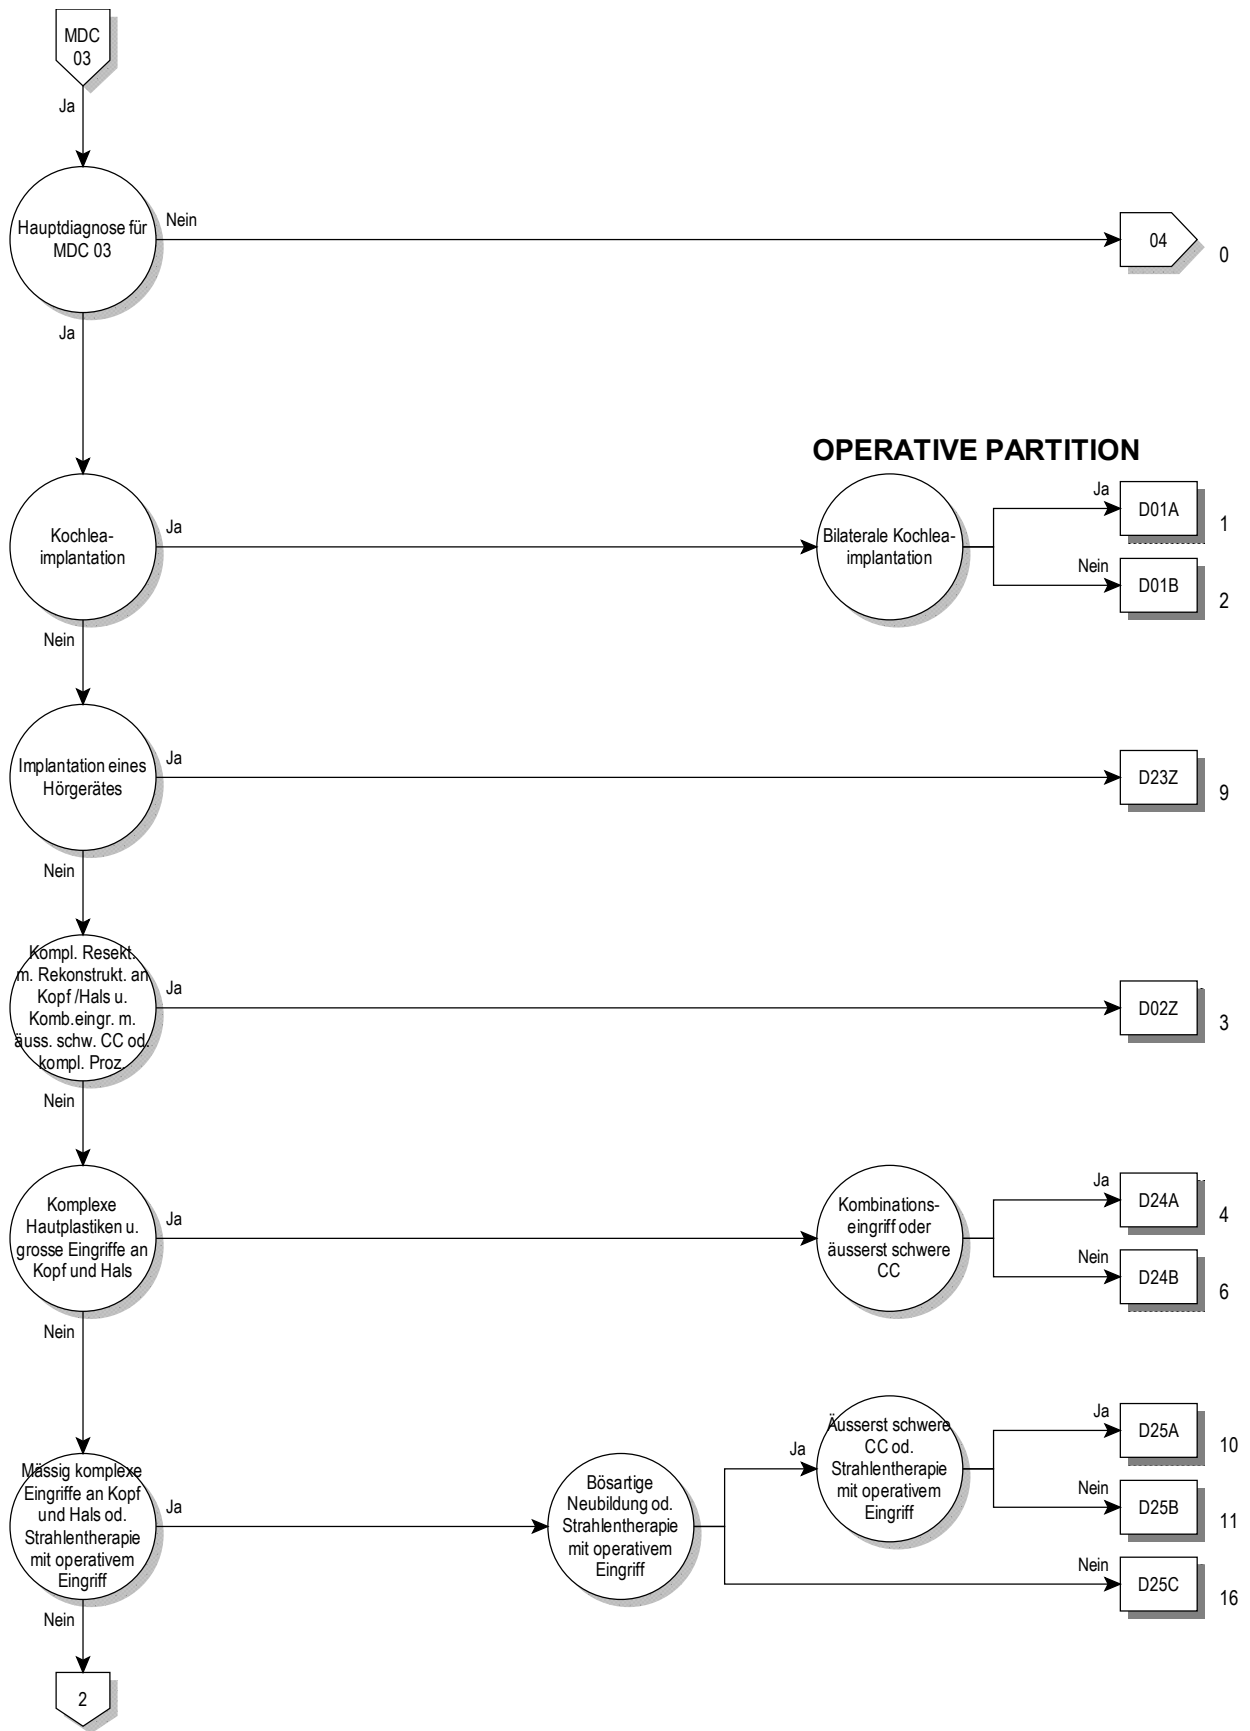 MDC
03
Ja
Hauptdiagnose für
MDC 03
Nein
04
0
Ja
OPERATIVE PARTITION
Kochlea-
implantation
Ja
Bilaterale Kochlea-
implantation
Ja
D01A
1
Nein
D01B
2
Nein
Implantation eines
Hörgerätes
Ja
D23Z
9
Nein
Kompl. Resekt.
m. Rekonstrukt. an
Kopf /Hals u.
Komb.eingr. m.
äuss. schw. CC od.
kompl. Proz.
Ja
D02Z
3
Nein
Komplexe
Hautplastiken u.
grosse Eingriffe an
Kopf und Hals
Ja
Kombinations-
eingriff oder
äusserst schwere
CC
Ja
D24A
4
Nein
D24B
6
Nein
Mässig komplexe
Eingriffe an Kopf
und Hals od.
Strahlentherapie
mit operativem
Eingriff
Ja
Bösartige
Neubildung od.
Strahlentherapie
mit operativem
Eingriff
Ja
Äusserst schwere
CC od.
Strahlentherapie
mit operativem
Eingriff
Ja
D25A
10
Nein
D25B
11
Nein
D25C
16
Nein
2